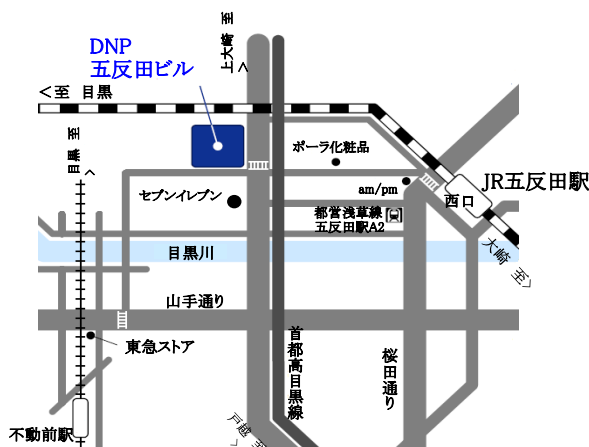 上大崎 至 >
DNP
五反田ビル
<至 目黒
目黒 至 >
ポーラ化粧品
JR五反田駅
am/pm
西口
セブンイレブン
都営浅草線
五反田駅A2
目黒川
大崎 至>
山手通り
東急ストア
首都高目黒線
桜田通り
戸越 至 >
不動前駅